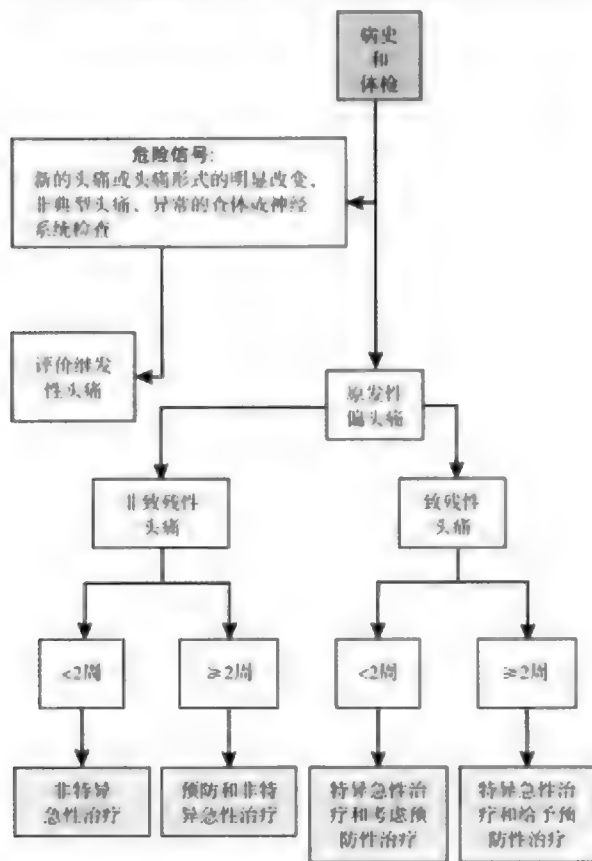 病史
和
体检
危险信号:
新的头痛或头痛形式的明显改变、
非典型头痛、异常的个体或神经
系统检查
评价继发
性头痛
原发性
偏头痛
非致残性
头痛
致残性
头痛
<2周
≥2周
<2周
≥2周
非特异
急性治疗
预防和非特
异急性治疗
特异急性治
疗和考虑预
防性治疗
特异急性治
疗和给予预
防性治疗